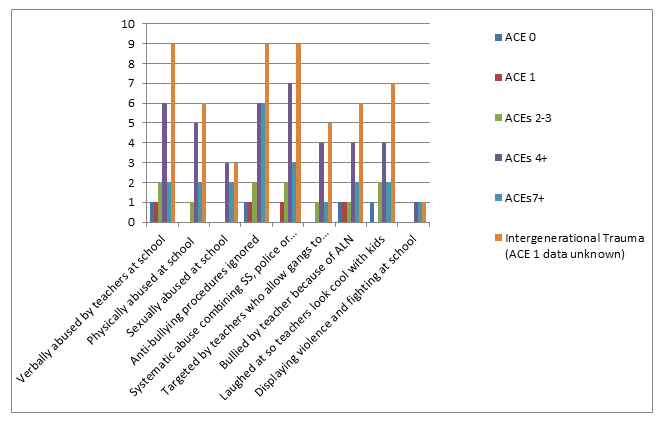 10
9
8
7
6
5
4
3
2
1
0
Verbally abused by teachers at school
Physically abused at school
Sexually abused at school
Anti-bullying procedures ignored
Systematic abuse combining SS, police or...
Targeted by teachers who allow gangs to...
Bullied by teacher because of ALN
Laughed at so teachers look cool with kids
Displaying violence and fighting at school
ACE 0
ACE 1
ACEs 2-3
ACEs 4+
ACEs7+
Intergenerational Trauma
(ACE 1 data unknown)